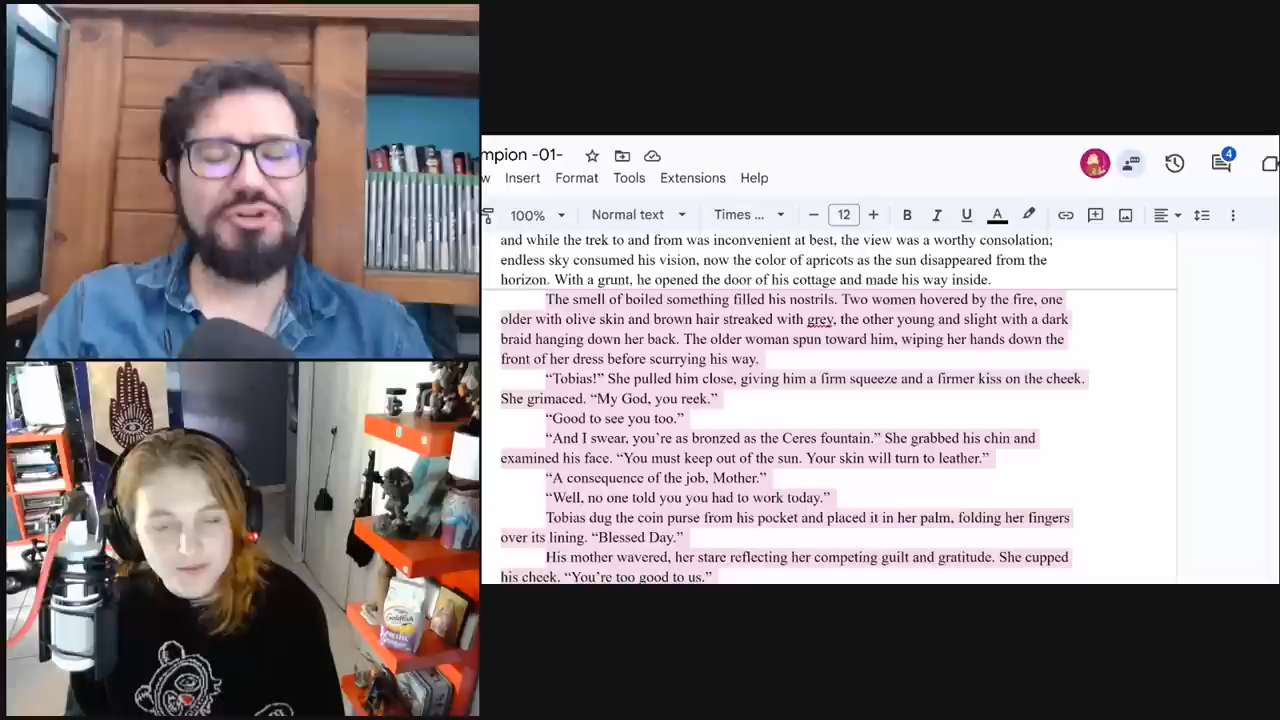 mpion -01-
4
w Insert Format Tools Extensions Help
100% Normal text Times ... 12 B I U A
and while the trek to and from was inconvenient at best, the view was a worthy consolation;
endless sky consumed his vision, now the color of apricots as the sun disappeared from the
horizon. With a grunt, he opened the door of his cottage and made his way inside.
The smell of boiled something filled his nostrils. Two women hovered by the fire, one
older with olive skin and brown hair streaked with grey, the other young and slight with a dark
braid hanging down her back. The older woman spun toward him, wiping her hands down the
front of her dress before scurrying his way.
“Tobias!” She pulled him close, giving him a firm squeeze and a firmer kiss on the cheek.
She grimaced. “My God, you reek.”
“Good to see you too.”
“And I swear, you’re as bronzed as the Ceres fountain.” She grabbed his chin and
examined his face. “You must keep out of the sun. Your skin will turn to leather.”
“A consequence of the job, Mother.”
“Well, no one told you you had to work today.”
Tobias dug the coin purse from his pocket and placed it in her palm, folding her fingers
over its lining. “Blessed Day.”
His mother wavered, her stare reflecting her competing guilt and gratitude. She cupped
his cheek. “You’re too good to us.”
Goldfish